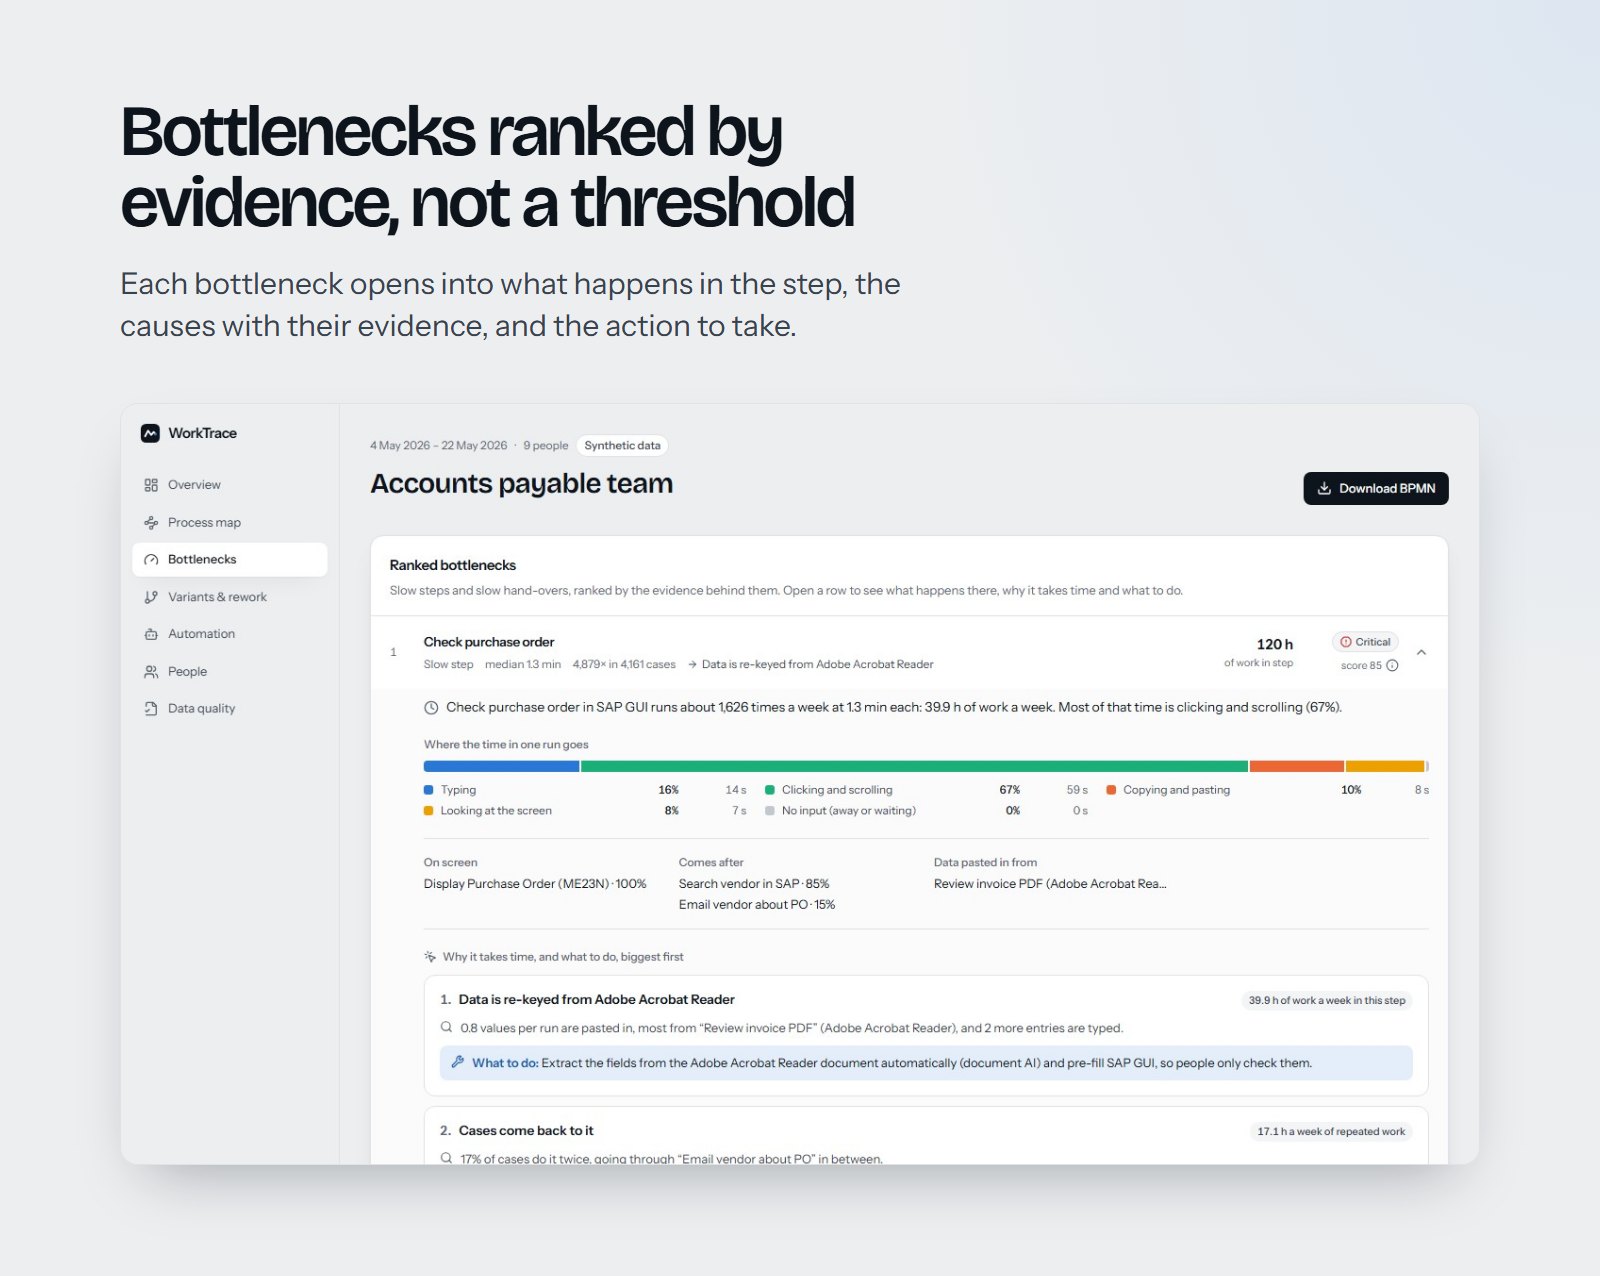 Bottlenecks ranked by
evidence, not a threshold
Each bottleneck opens into what happens in the step, the
causes with their evidence, and the action to take.
WorkTrace
Overview
Process map
Bottlenecks
Variants & rework
Automation
People
Data quality
4 May 2026 – 22 May 2026 · 9 people Synthetic data
Accounts payable team
Download BPMN
Ranked bottlenecks
Slow steps and slow hand-overs, ranked by the evidence behind them. Open a row to see what happens there, why it takes time and what to do.
1
Check purchase order
Slow step median 1.3 min 4,879× in 4,161 cases → Data is re-keyed from Adobe Acrobat Reader
120 h
of work in step
Critical
score 85
Check purchase order in SAP GUI runs about 1,626 times a week at 1.3 min each: 39.9 h of work a week. Most of that time is clicking and scrolling (67%).
Where the time in one run goes
Typing 16% 14 s Clicking and scrolling 67% 59 s Copying and pasting 10% 8 s
Looking at the screen 8% 7 s No input (away or waiting) 0% 0 s
On screen
Display Purchase Order (ME23N) · 100%
Comes after
Search vendor in SAP · 85%
Email vendor about PO · 15%
Data pasted in from
Review invoice PDF (Adobe Acrobat Rea...
Why it takes time, and what to do, biggest first
1. Data is re-keyed from Adobe Acrobat Reader 39.9 h of work a week in this step
0.8 values per run are pasted in, most from “Review invoice PDF” (Adobe Acrobat Reader), and 2 more entries are typed.
What to do: Extract the fields from the Adobe Acrobat Reader document automatically (document AI) and pre-fill SAP GUI, so people only check them.
2. Cases come back to it 17.1 h a week of repeated work
17% of cases do it twice, going through “Email vendor about PO” in between.